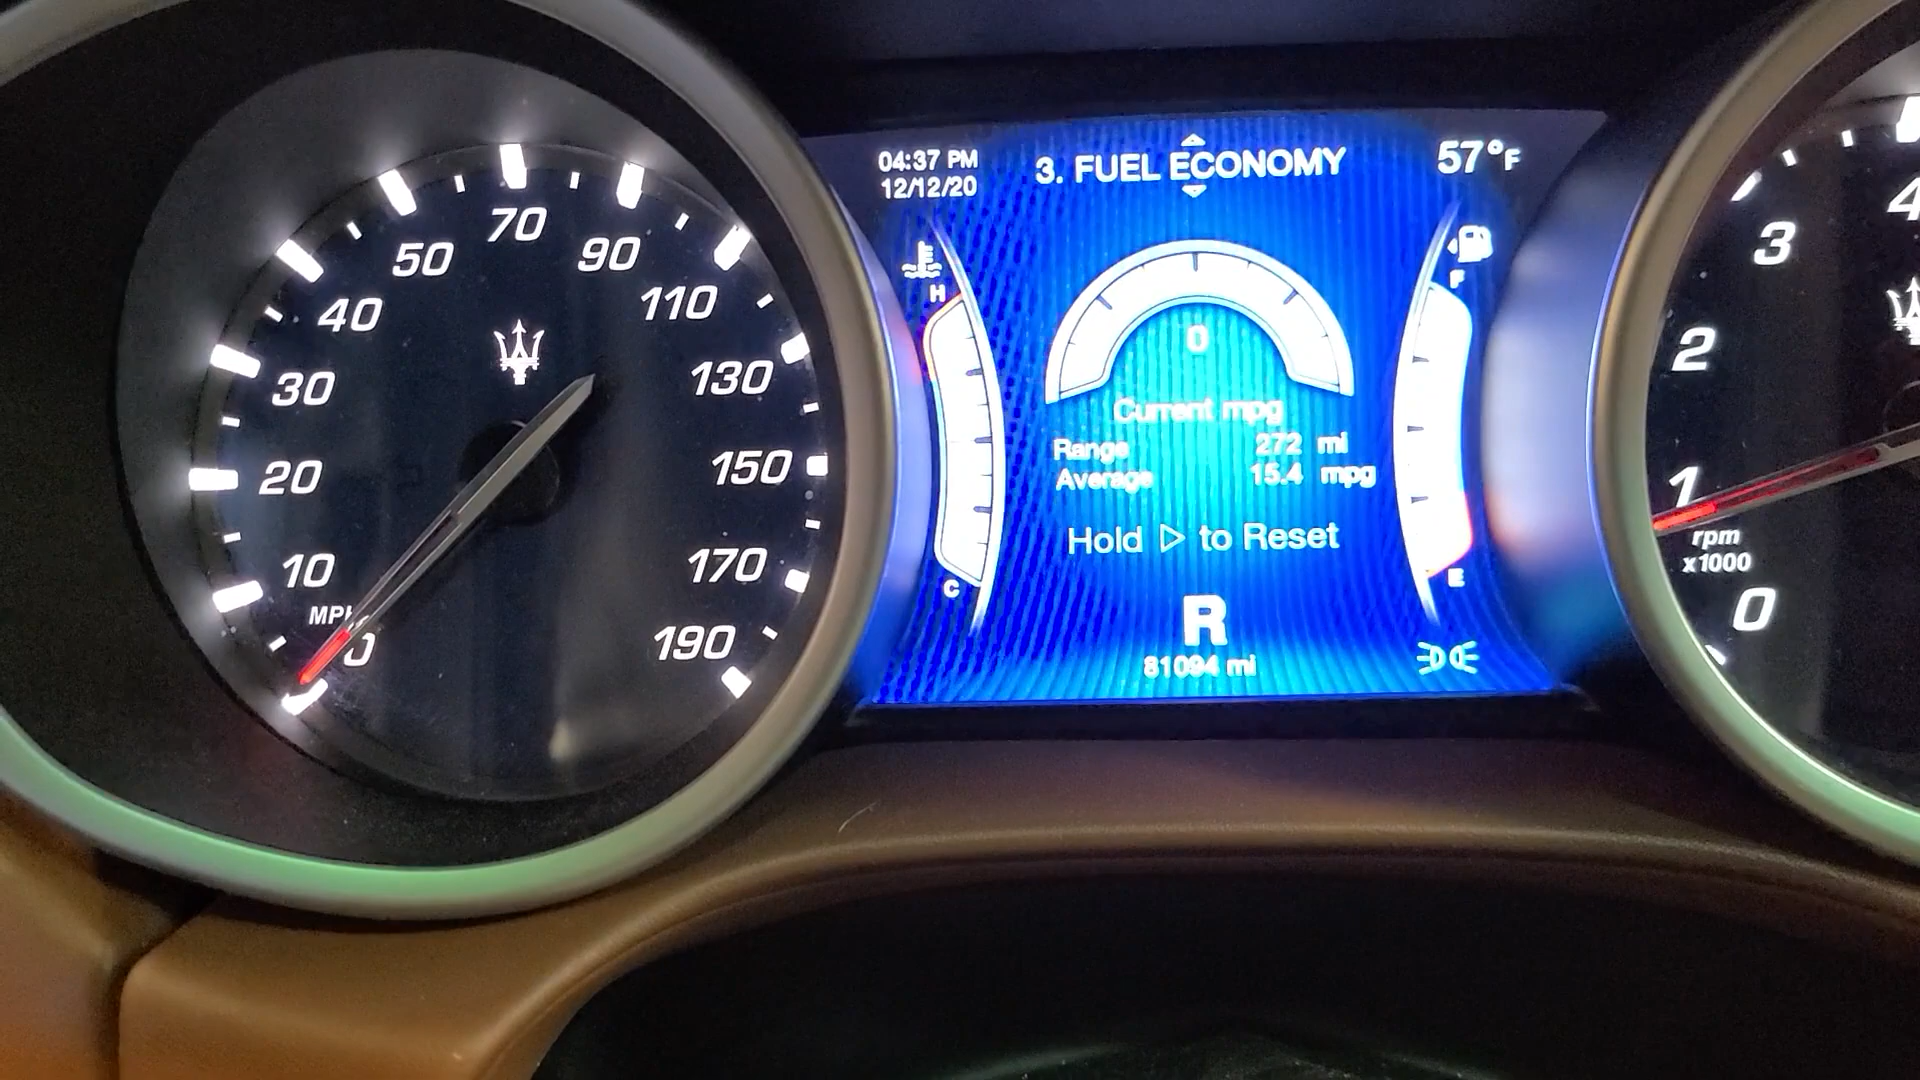 70
50
90
40
110
30
130
20
150
10
170
MPH
0
190
04:37 PM
12/12/20
3. FUEL ECONOMY
57°F
H
F
0
Current mpg
Range 272 mi
Average 15.4 mpg
Hold ▷ to Reset
C
E
R
81094 mi
4
3
2
1
rpm
x1000
0